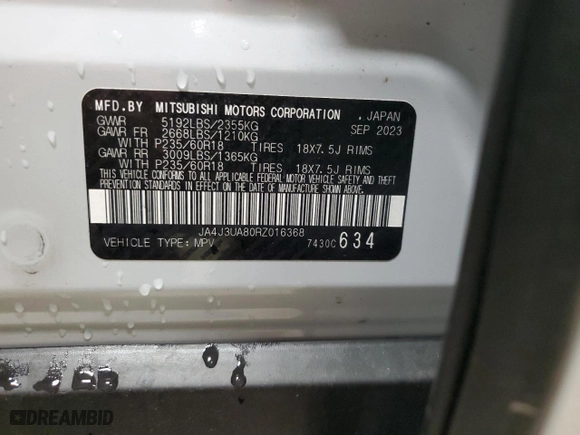 MFD.BY MITSUBISHI MOTORS CORPORATION , JAPAN
GVWR 5192LBS/2355KG SEP 2023
GAWR FR 2668LBS/1210KG
WITH P235/60R18 TIRES 18X7.5J RIMS
GAWR RR 3009LBS/1365KG
WITH P235/60R18 TIRES 18X7.5J RIMS
THIS VEHICLE CONFORMS TO ALL APPLICABLE FEDERAL MOTOR VEHICLE SAFETY AND THEFT
PREVENTION STANDARDS IN EFFECT ON THE DATE OF MANUFACTURE SHOWN ABOVE.
JA4J3UA80RZ016368
VEHICLE TYPE: MPV 7430C 634
DREAMBID